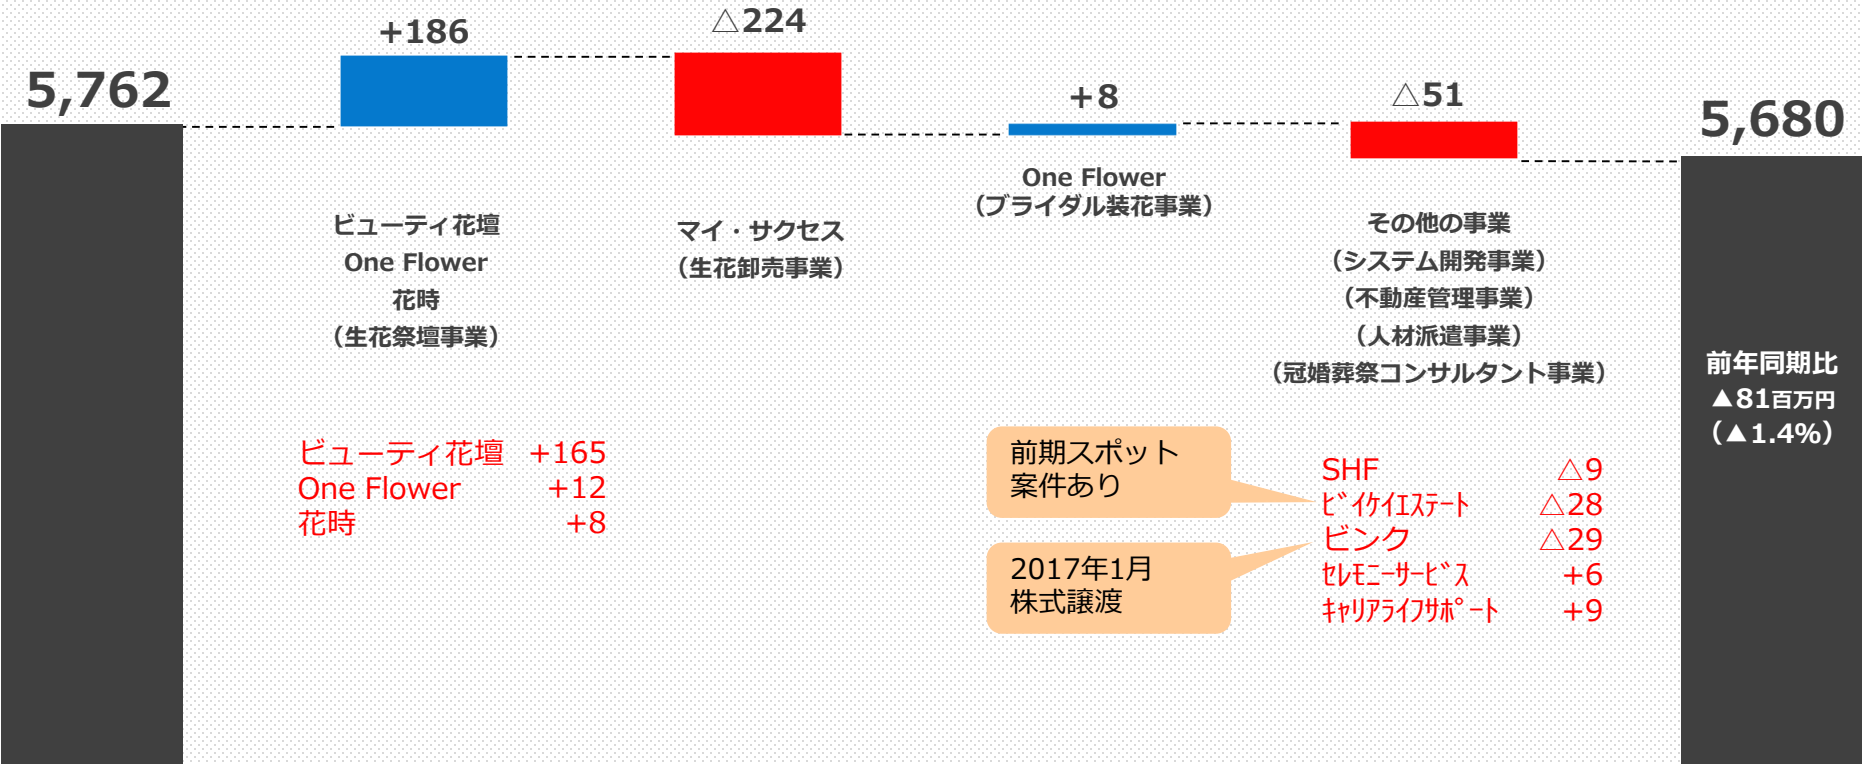 5,762
+186
ビューティ花壇
One Flower
花時
（生花祭壇事業）
ビューティ花壇 +165
One Flower +12
花時 +8
△224
マイ・サクセス
（生花卸売事業）
+8
One Flower
（ブライダル装花事業）
△51
その他の事業
（システム開発事業）
（不動産管理事業）
（人材派遣事業）
（冠婚葬祭コンサルタント事業）
前期スポット
案件あり
2017年1月
株式譲渡
SHF △9
ﾋﾞｲｹｲｴｽﾃｰﾄ △28
ビンク △29
ｾﾚﾓﾆｰｻｰﾋﾞｽ +6
ｷｬﾘｱﾗｲﾌｻﾎﾟｰﾄ +9
5,680
前年同期比
▲81百万円
（▲1.4%）